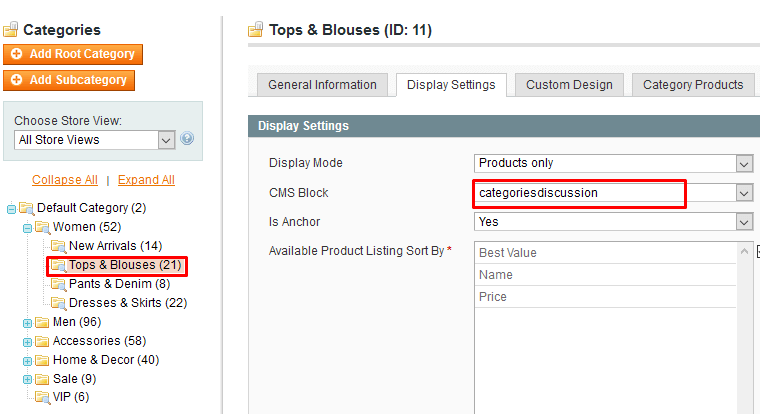 Categories
Add Root Category
Add Subcategory
Choose Store View:
All Store Views
Collapse All | Expand All
Default Category (2)
Women (52)
New Arrivals (14)
Tops & Blouses (21)
Pants & Denim (8)
Dresses & Skirts (22)
Men (96)
Accessories (58)
Home & Decor (40)
Sale (9)
VIP (6)
Tops & Blouses (ID: 11)
General Information
Display Settings
Custom Design
Category Products
Display Settings
Display Mode
Products only
CMS Block
categoriesdiscussion
Is Anchor
Yes
Available Product Listing Sort By *
Best Value
Name
Price